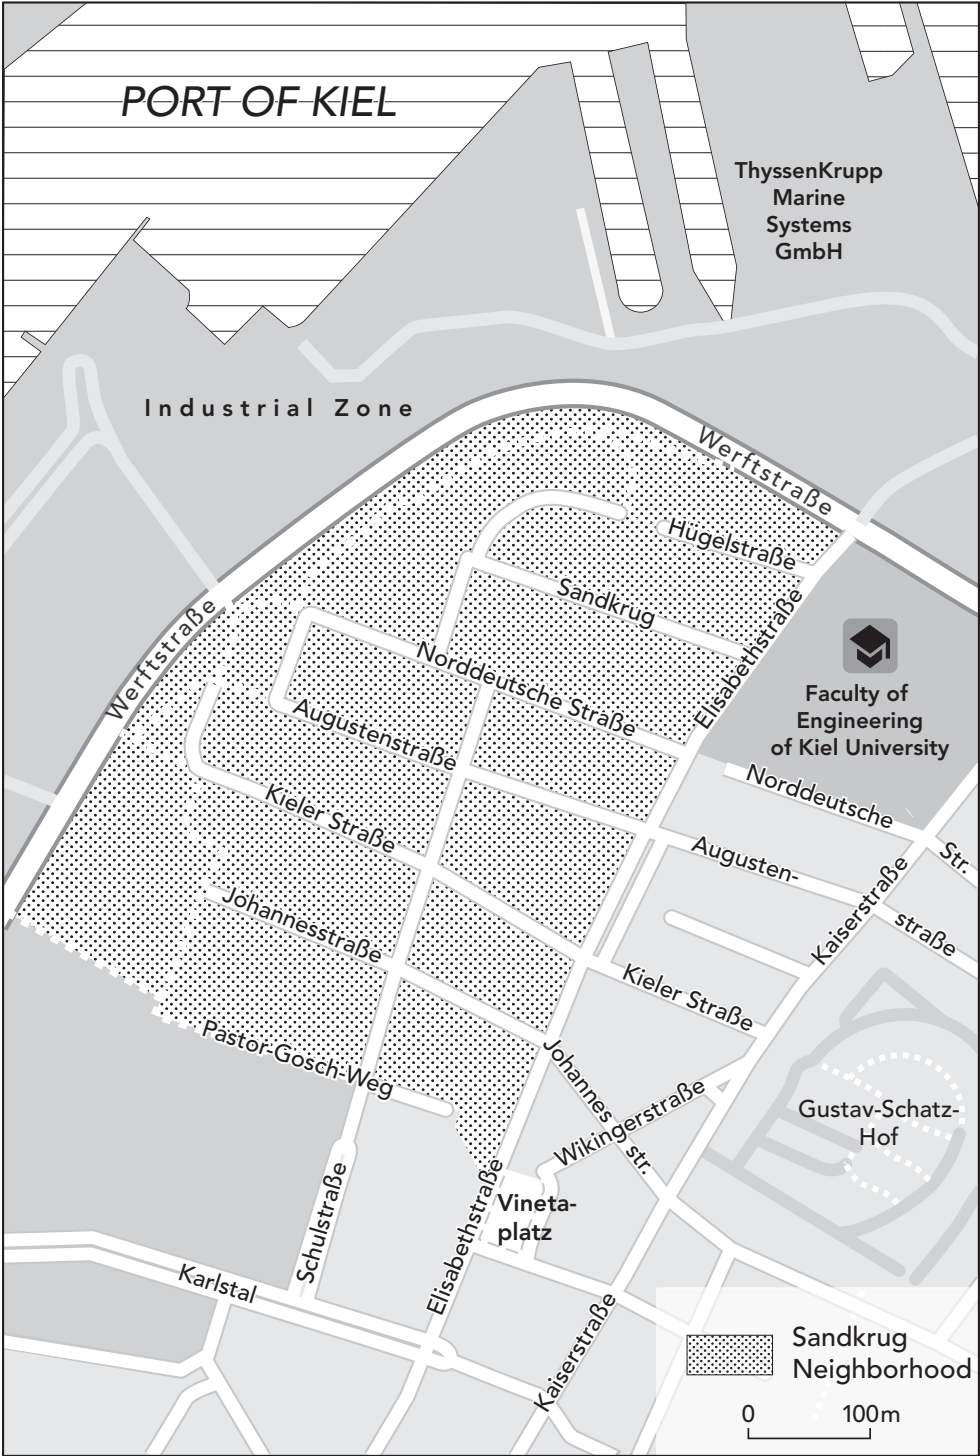 PORT OF KIEL
ThyssenKrupp
Marine
Systems
GmbH
Industrial Zone
Werftstraße
Hügelstraße
Sandkrug
Elisabethstraße
Werftstraße
Norddeutsche Straße
Faculty of
Engineering
of Kiel University
Augustenstraße
Norddeutsche
Str.
Kieler Straße
Augusten-
straße
Kaiserstraße
Johannesstraße
Kieler Straße
Pastor-Gosch-Weg
Johannes
str.
Wikingerstraße
Gustav-Schatz-
Hof
Schulstraße
Elisabethstraße
Vineta-
platz
Karlstal
Kaiserstraße
Sandkrug
Neighborhood
0 100m